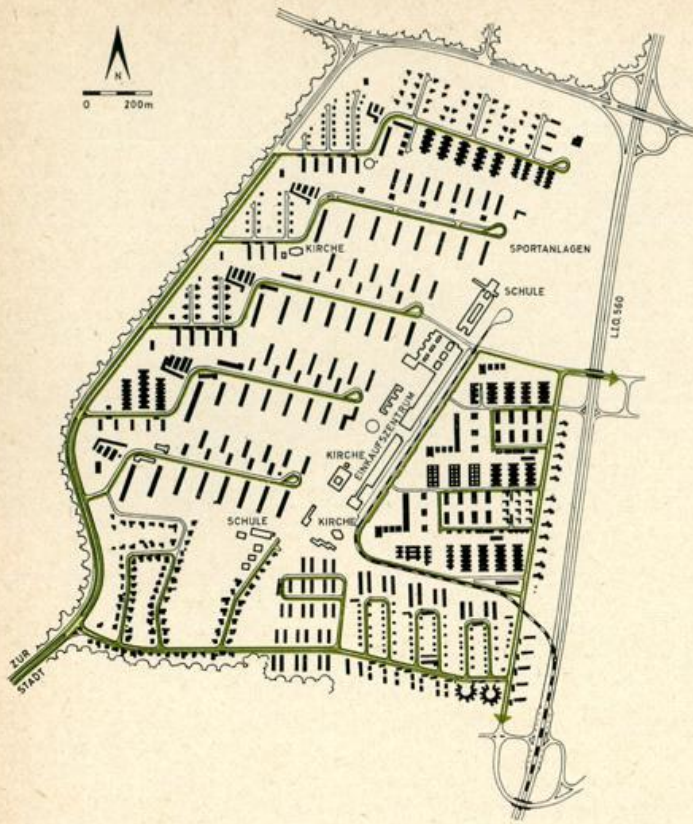 N
0 200m
KIRCHE
SPORTANLAGEN
SCHULE
L.I.O. 560
EINKAUFSZENTRUM
KIRCHE
SCHULE
KIRCHE
ZUR
STADT